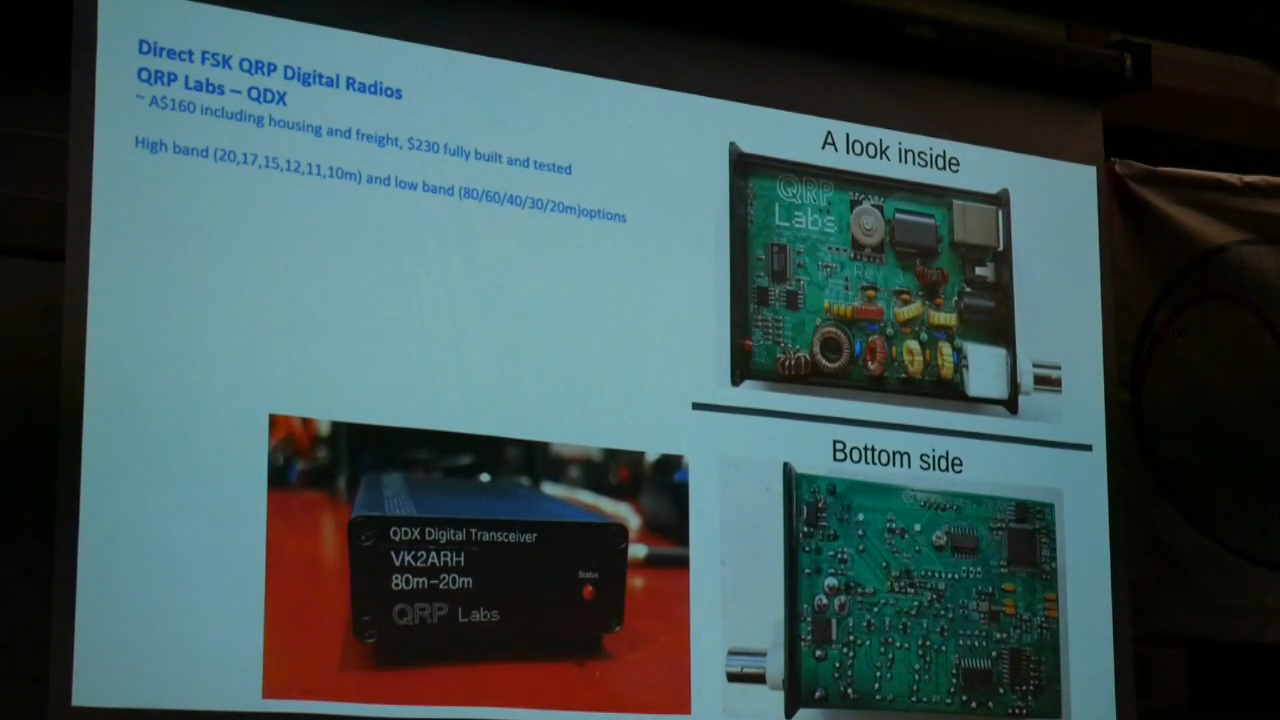 Direct FSK QRP Digital Radios
QRP Labs – QDX
~ A$160 including housing and freight, $230 fully built and tested
High band (20,17,15,12,11,10m) and low band (80/60/40/30/20m)options
A look inside
QRP
Labs
Rev
Bottom side
QDX Digital Transceiver
VK2ARH
80m-20m
Status
QRP Labs